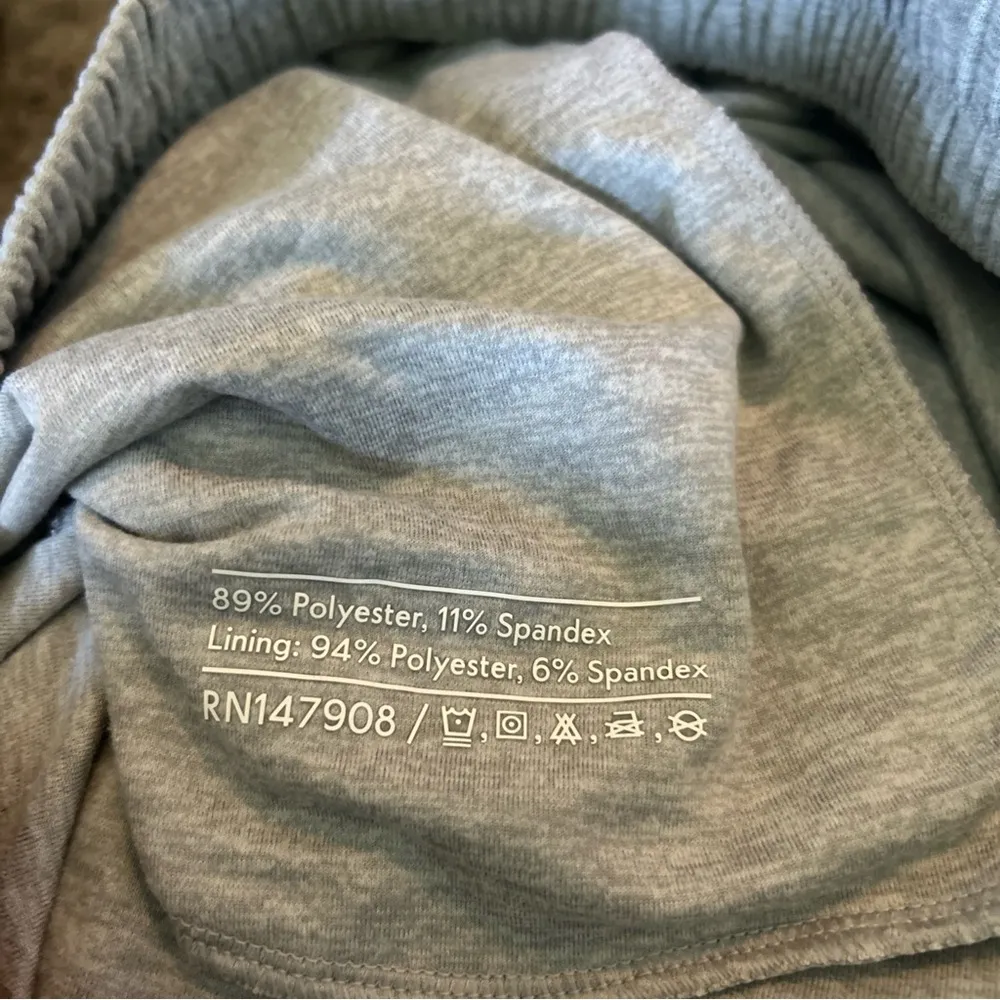 89% Polyester, 11% Spandex
Lining: 94% Polyester, 6% Spandex
RN147908 / , , , ,